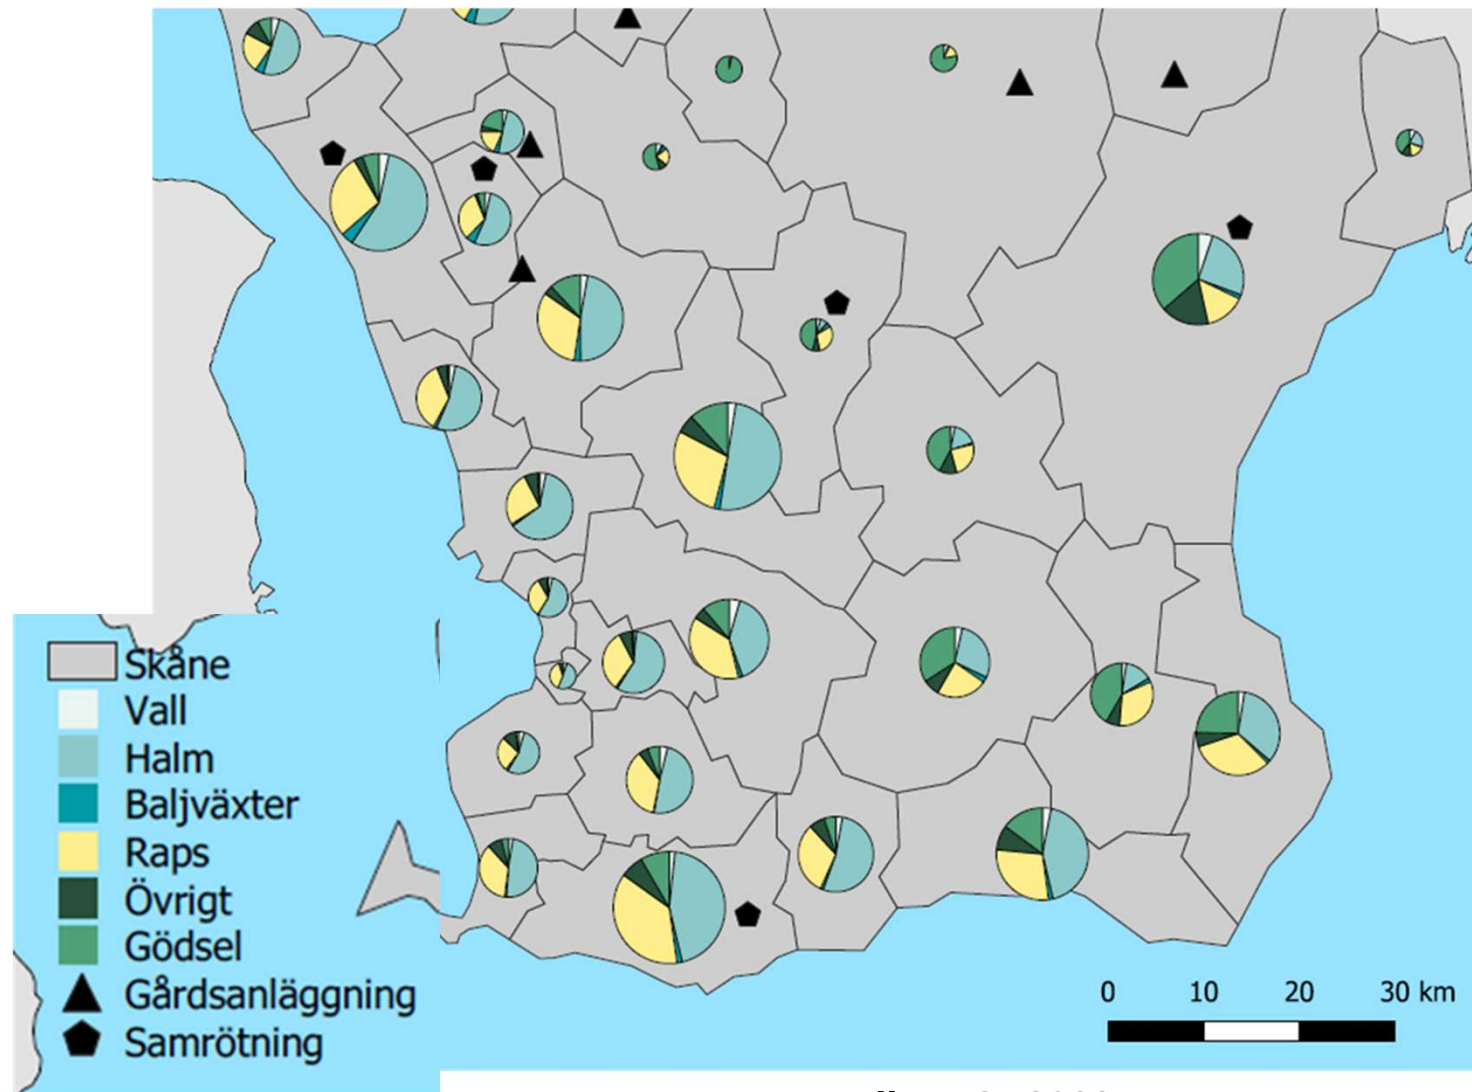 Skåne
Vall
Halm
Baljväxter
Raps
Övrigt
Gödsel
Gårdsanläggning
Samrötning
0 10 20 30 km